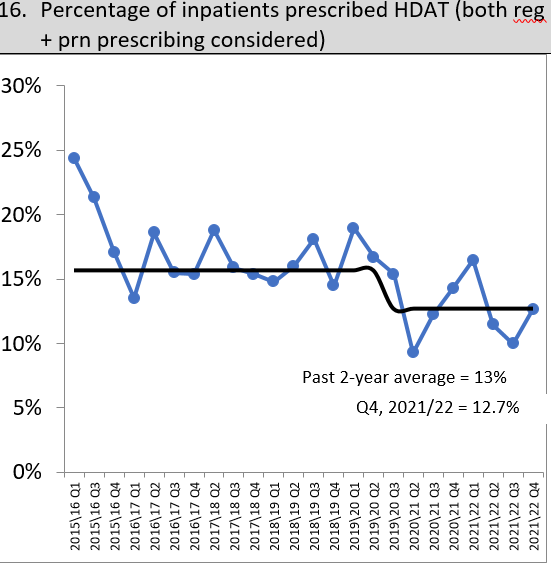 16. Percentage of inpatients prescribed HDAT (both reg
+ prn prescribing considered)
30%
25%
20%
15%
10%
5%
0%
Past 2-year average = 13%
Q4, 2021/22 = 12.7%
2015\16 Q1
2015\16 Q3
2015\16 Q4
2016\17 Q1
2016\17 Q2
2016\17 Q3
2016\17 Q4
2017\18 Q2
2017\18 Q3
2017\18 Q4
2018\19 Q1
2018\19 Q2
2018\19 Q3
2018\19 Q4
2019\20 Q1
2019\20 Q2
2019\20 Q3
2020\21 Q2
2020\21 Q3
2020\21 Q4
2021\22 Q1
2021\22 Q2
2021\22 Q3
2021\22 Q4